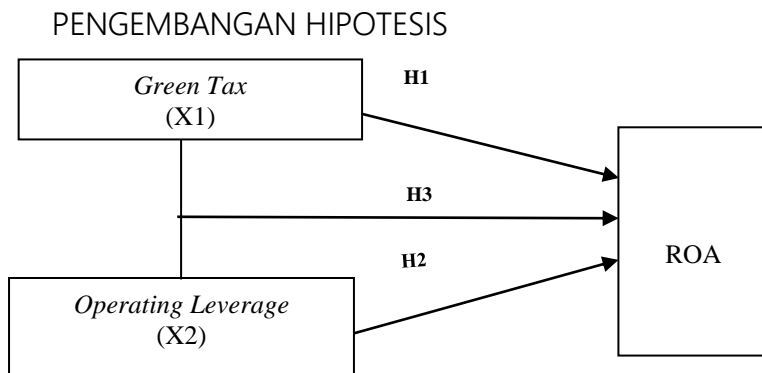 PENGEMBANGAN HIPOTESIS
Green Tax
(X1)
H1
H3
H2
Operating Leverage
(X2)
ROA